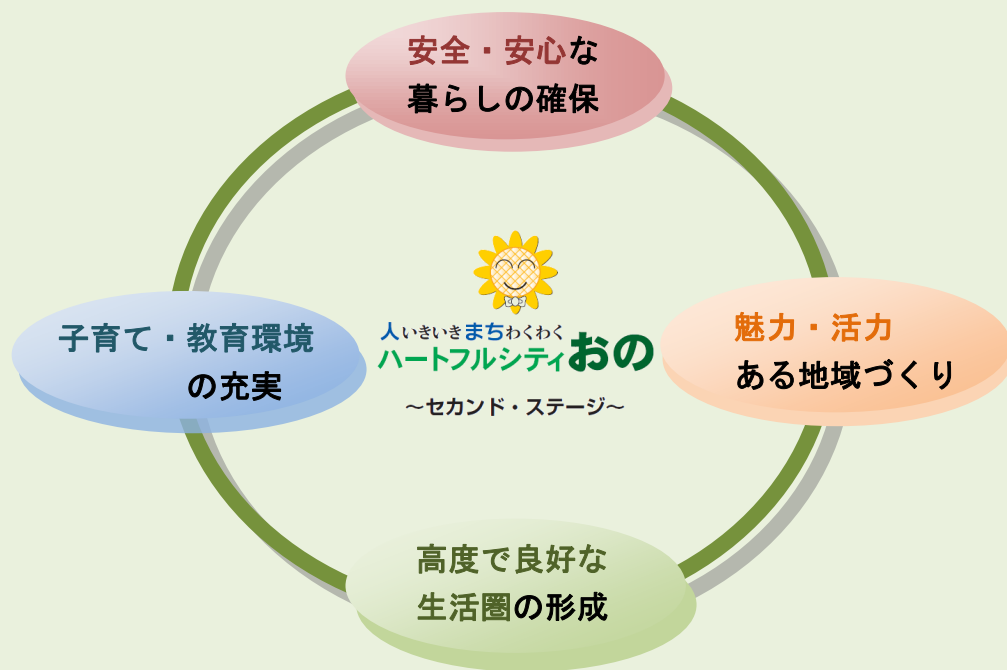 安全・安心な
暮らしの確保
子育て・教育環境
の充実
人いきいきまちわくわく
ハートフルシティおの
～セカンド・ステージ～
魅力・活力
ある地域づくり
高度で良好な
生活圏の形成